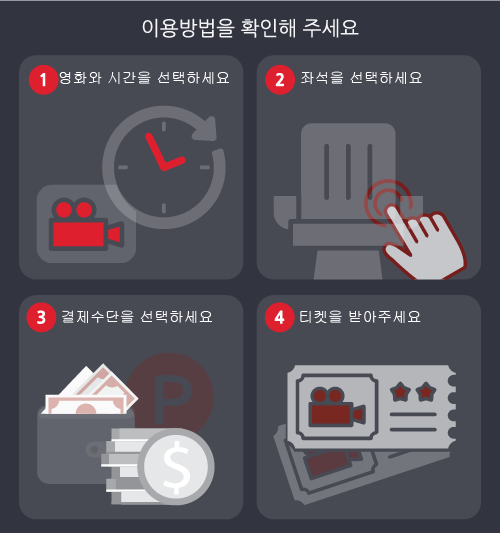 이용방법을 확인해 주세요
1 영화와 시간을 선택하세요
2 좌석을 선택하세요
3 결제수단을 선택하세요
P
$
4 티켓을 받아주세요